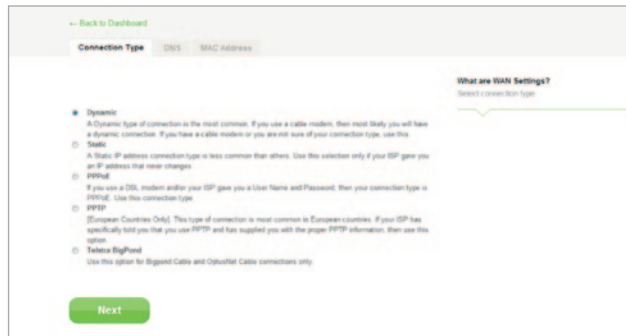 ← Back to Dashboard
Connection Type DNS MAC Address
What are WAN Settings?
Select connection type
Dynamic
A Dynamic type of connection is the most common. If you use a cable modem, then most likely you will have
a dynamic connection. If you have a cable modem or you are not sure of your connection type, use this.
Static
A Static IP address connection type is less common than others. Use this selection only if your ISP gave you
an IP address that never changes.
PPPoE
If you use a DSL modem and/or your ISP gave you a User Name and Password, then your connection type is
PPPoE. Use this connection type.
PPTP
[European Countries Only]. This type of connection is most common in European countries. If your ISP has
specifically told you that you use PPTP and has supplied you with the proper PPTP information, then use this
option.
Telstra BigPond
Use this option for Bigpond Cable and OptusNet Cable connections only.
Next